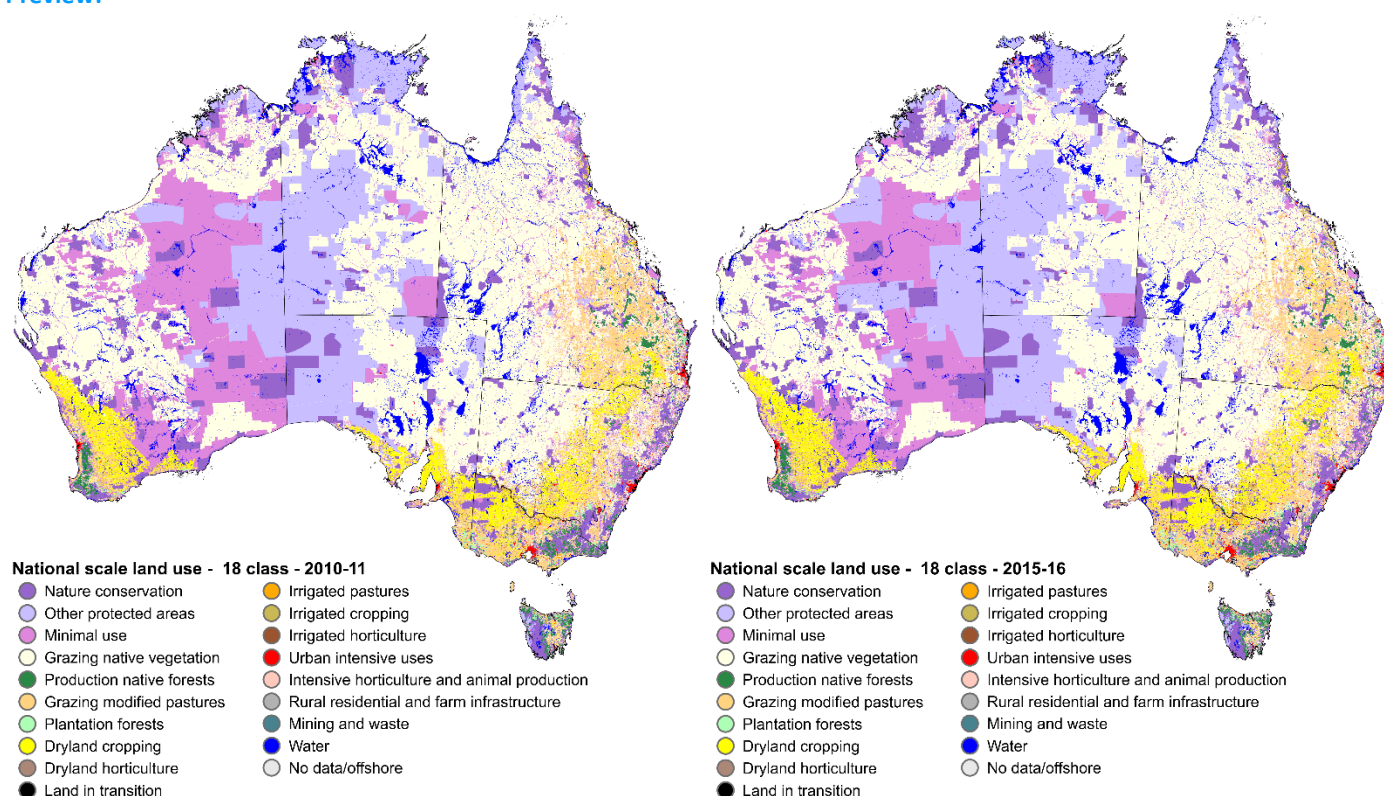 Preview:
National scale land use - 18 class - 2010-11
Nature conservation
Other protected areas
Minimal use
Grazing native vegetation
Production native forests
Grazing modified pastures
Plantation forests
Dryland cropping
Dryland horticulture
Land in transition
Irrigated pastures
Irrigated cropping
Irrigated horticulture
Urban intensive uses
Intensive horticulture and animal production
Rural residential and farm infrastructure
Mining and waste
Water
No data/offshore
National scale land use - 18 class - 2015-16
Nature conservation
Other protected areas
Minimal use
Grazing native vegetation
Production native forests
Grazing modified pastures
Plantation forests
Dryland cropping
Dryland horticulture
Land in transition
Irrigated pastures
Irrigated cropping
Irrigated horticulture
Urban intensive uses
Intensive horticulture and animal production
Rural residential and farm infrastructure
Mining and waste
Water
No data/offshore